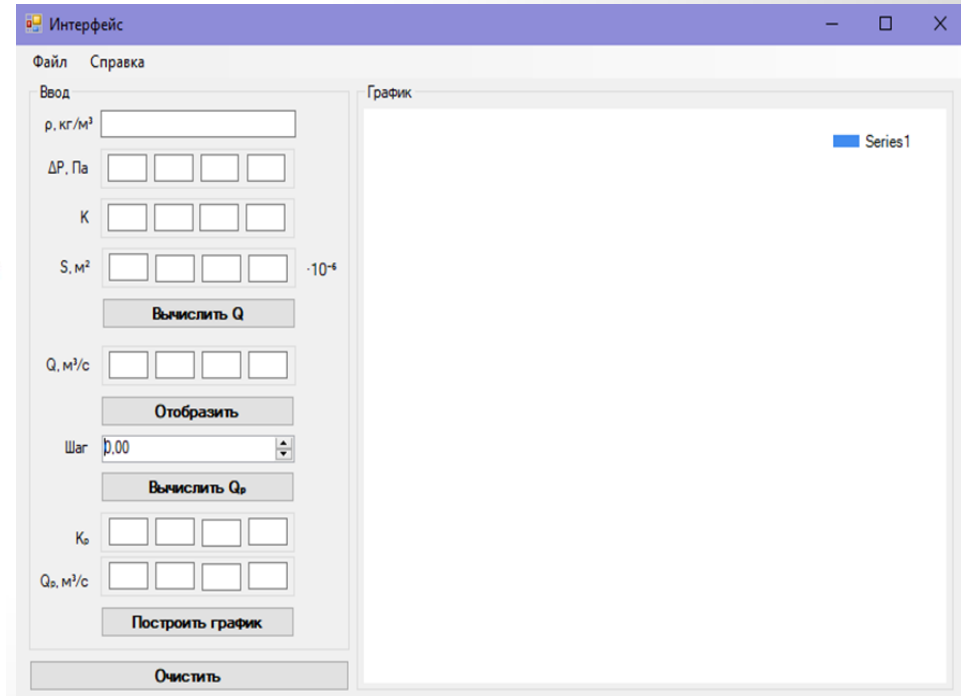 Интерфейс
Файл Справка
Ввод
ρ, кг/м³
ΔP, Па
K
S, м² ·10⁻⁶
Вычислить Q
Q, м³/с
Отобразить
Шаг 0,00
Вычислить Qₚ
Kₚ
Qₚ, м³/с
Построить график
Очистить
График
Series1